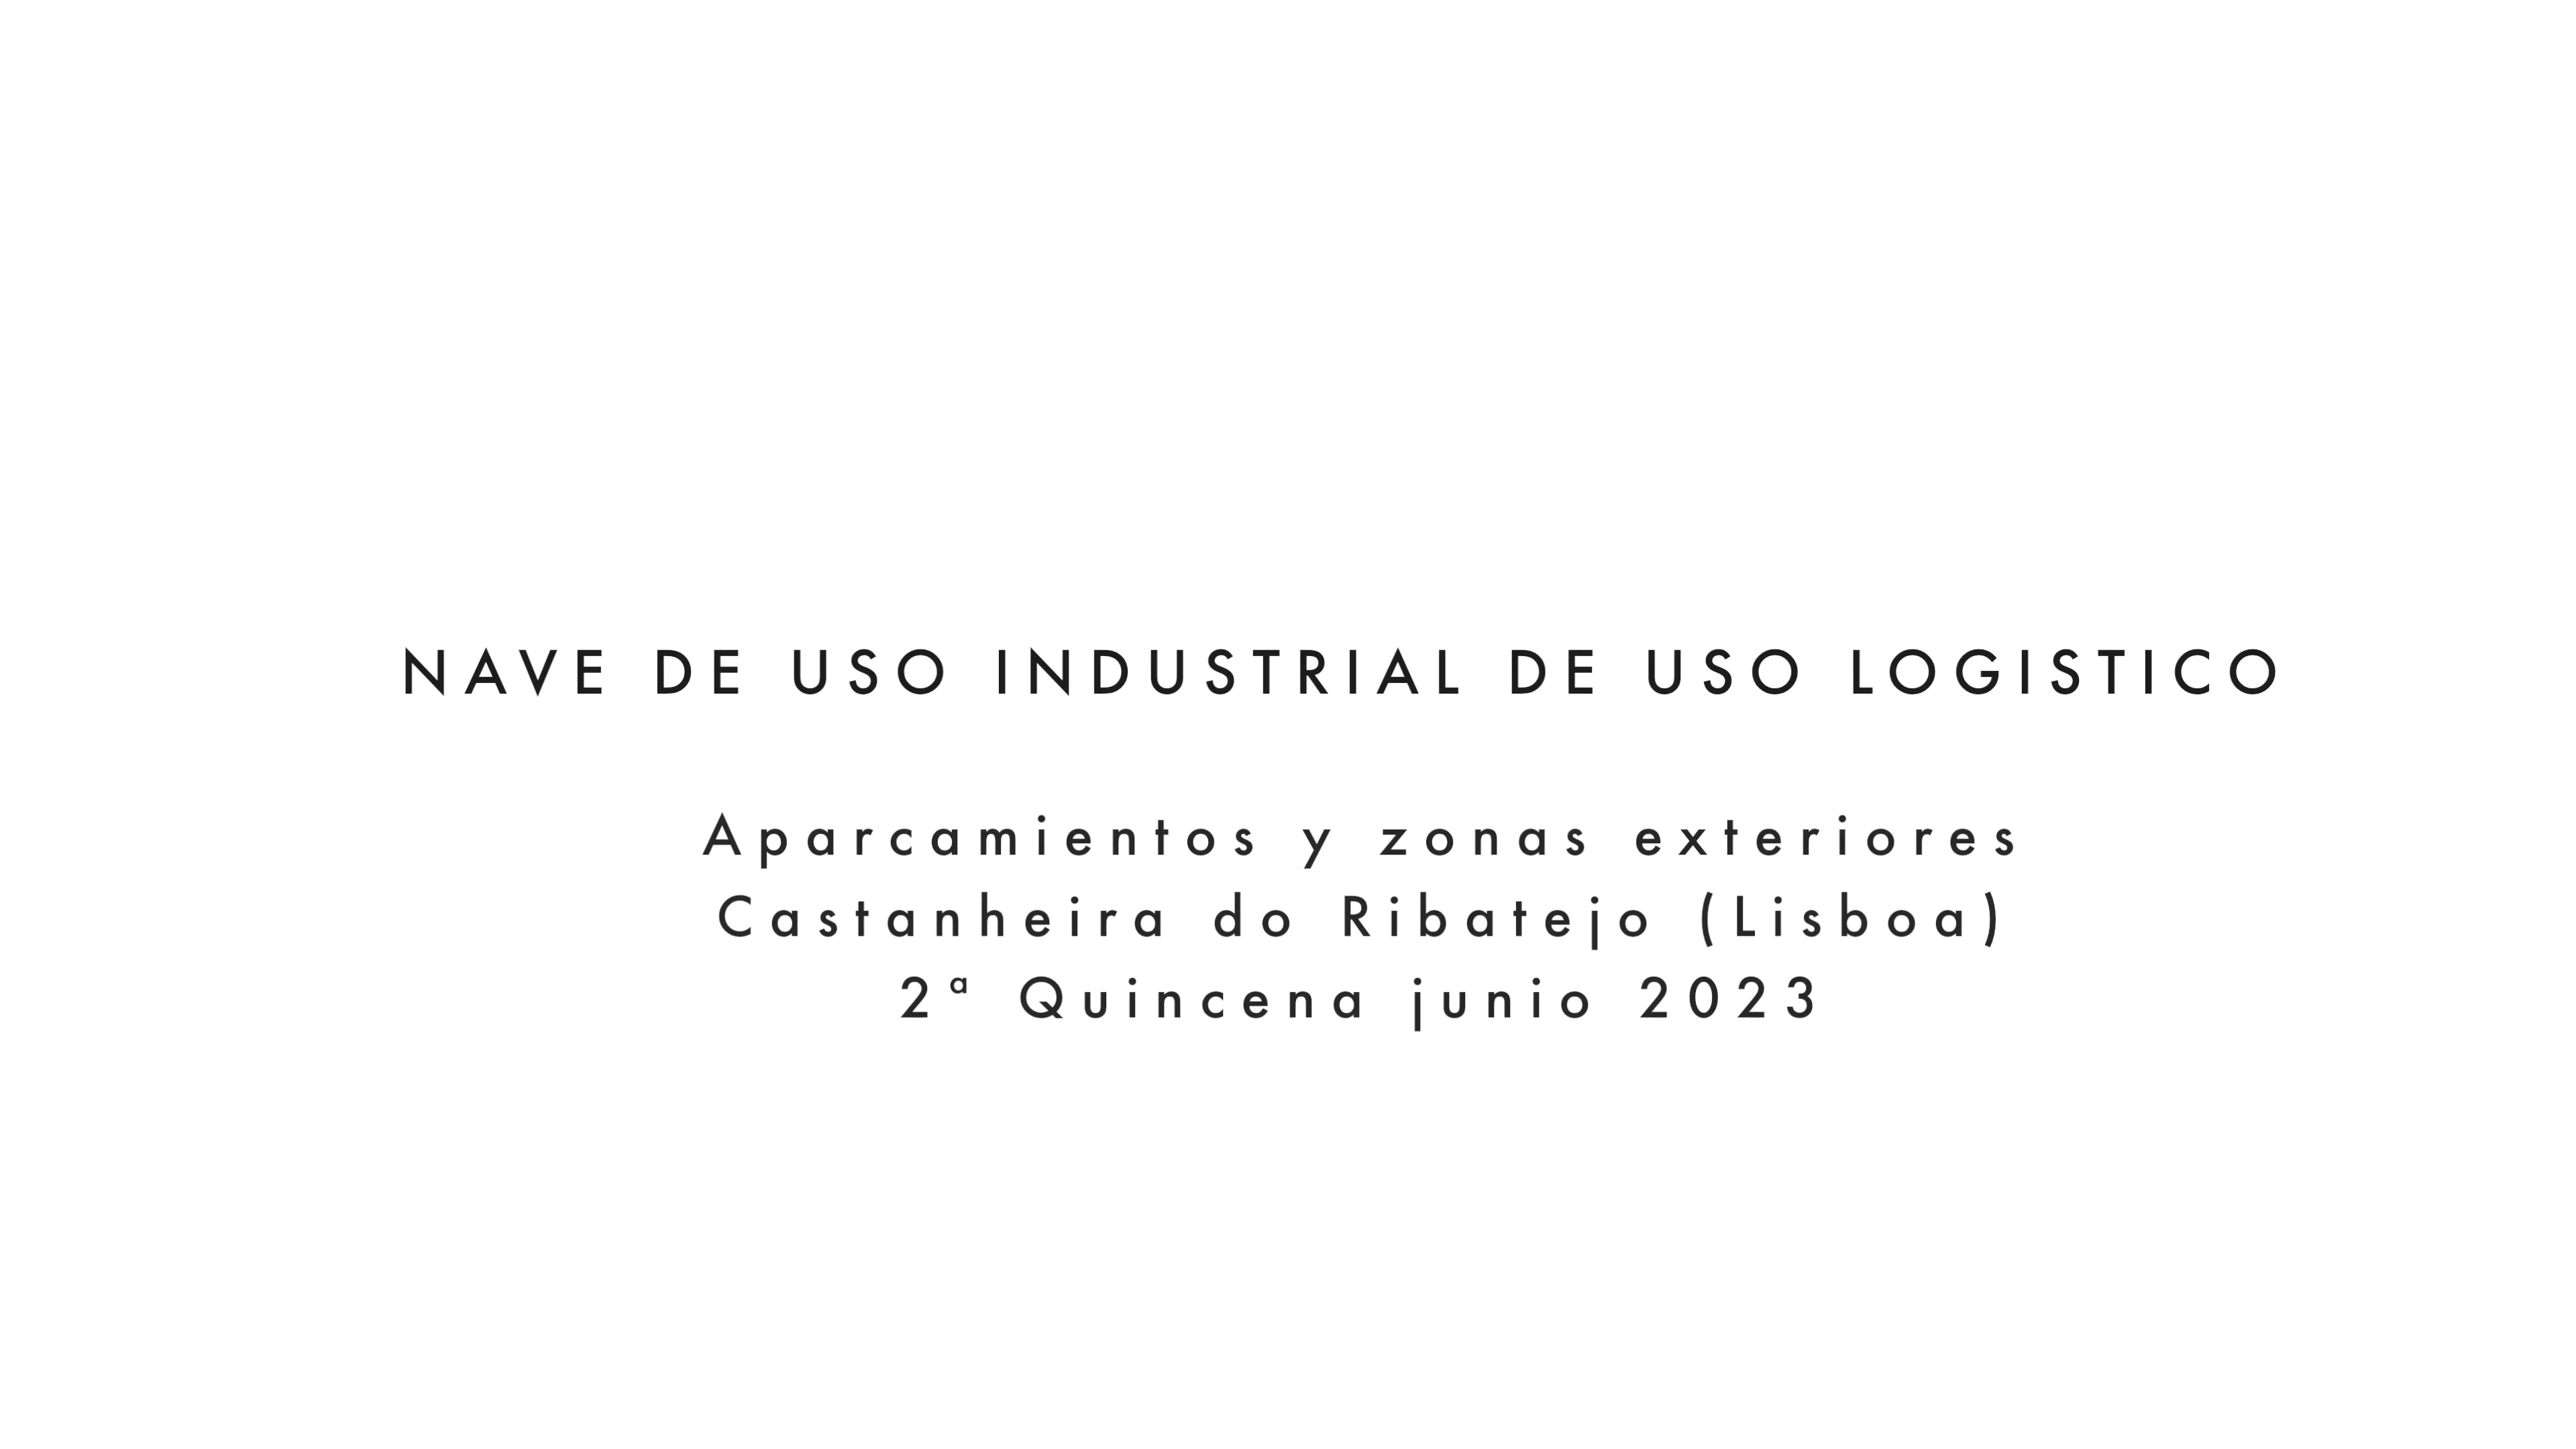 NAVE DE USO INDUSTRIAL DE USO LOGISTICO
Aparcamientos y zonas exteriores
Castanheira do Ribatejo (Lisboa)
2ª Quincena junio 2023